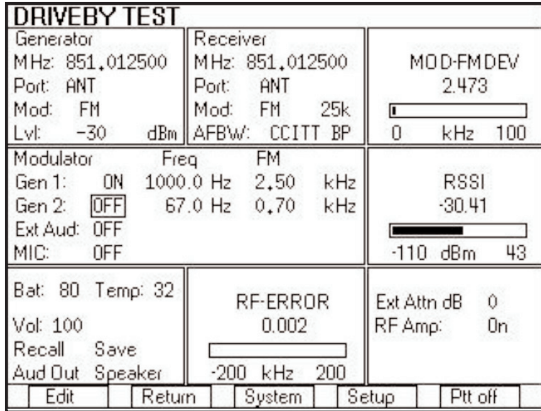 DRIVEBY TEST
Generator
MHz: 851.012500
Port: ANT
Mod: FM
Lvl: -30 dBm
Receiver
MHz: 851.012500
Port: ANT
Mod: FM 25k
AFBW: CCITT BP
MOD-FMDEV
2.473
0 kHz 100
Modulator Freq FM
Gen 1: ON 1000.0 Hz 2.50 kHz
Gen 2: OFF 67.0 Hz 0.70 kHz
Ext Aud: OFF
MIC: OFF
RSSI
-30.41
-110 dBm 43
Bat: 80 Temp: 32
Vol: 100
Recall Save
Aud Out Speaker
RF-ERROR
0.002
-200 kHz 200
Ext Attn dB 0
RF Amp: On
Edit Return System Setup Ptt off